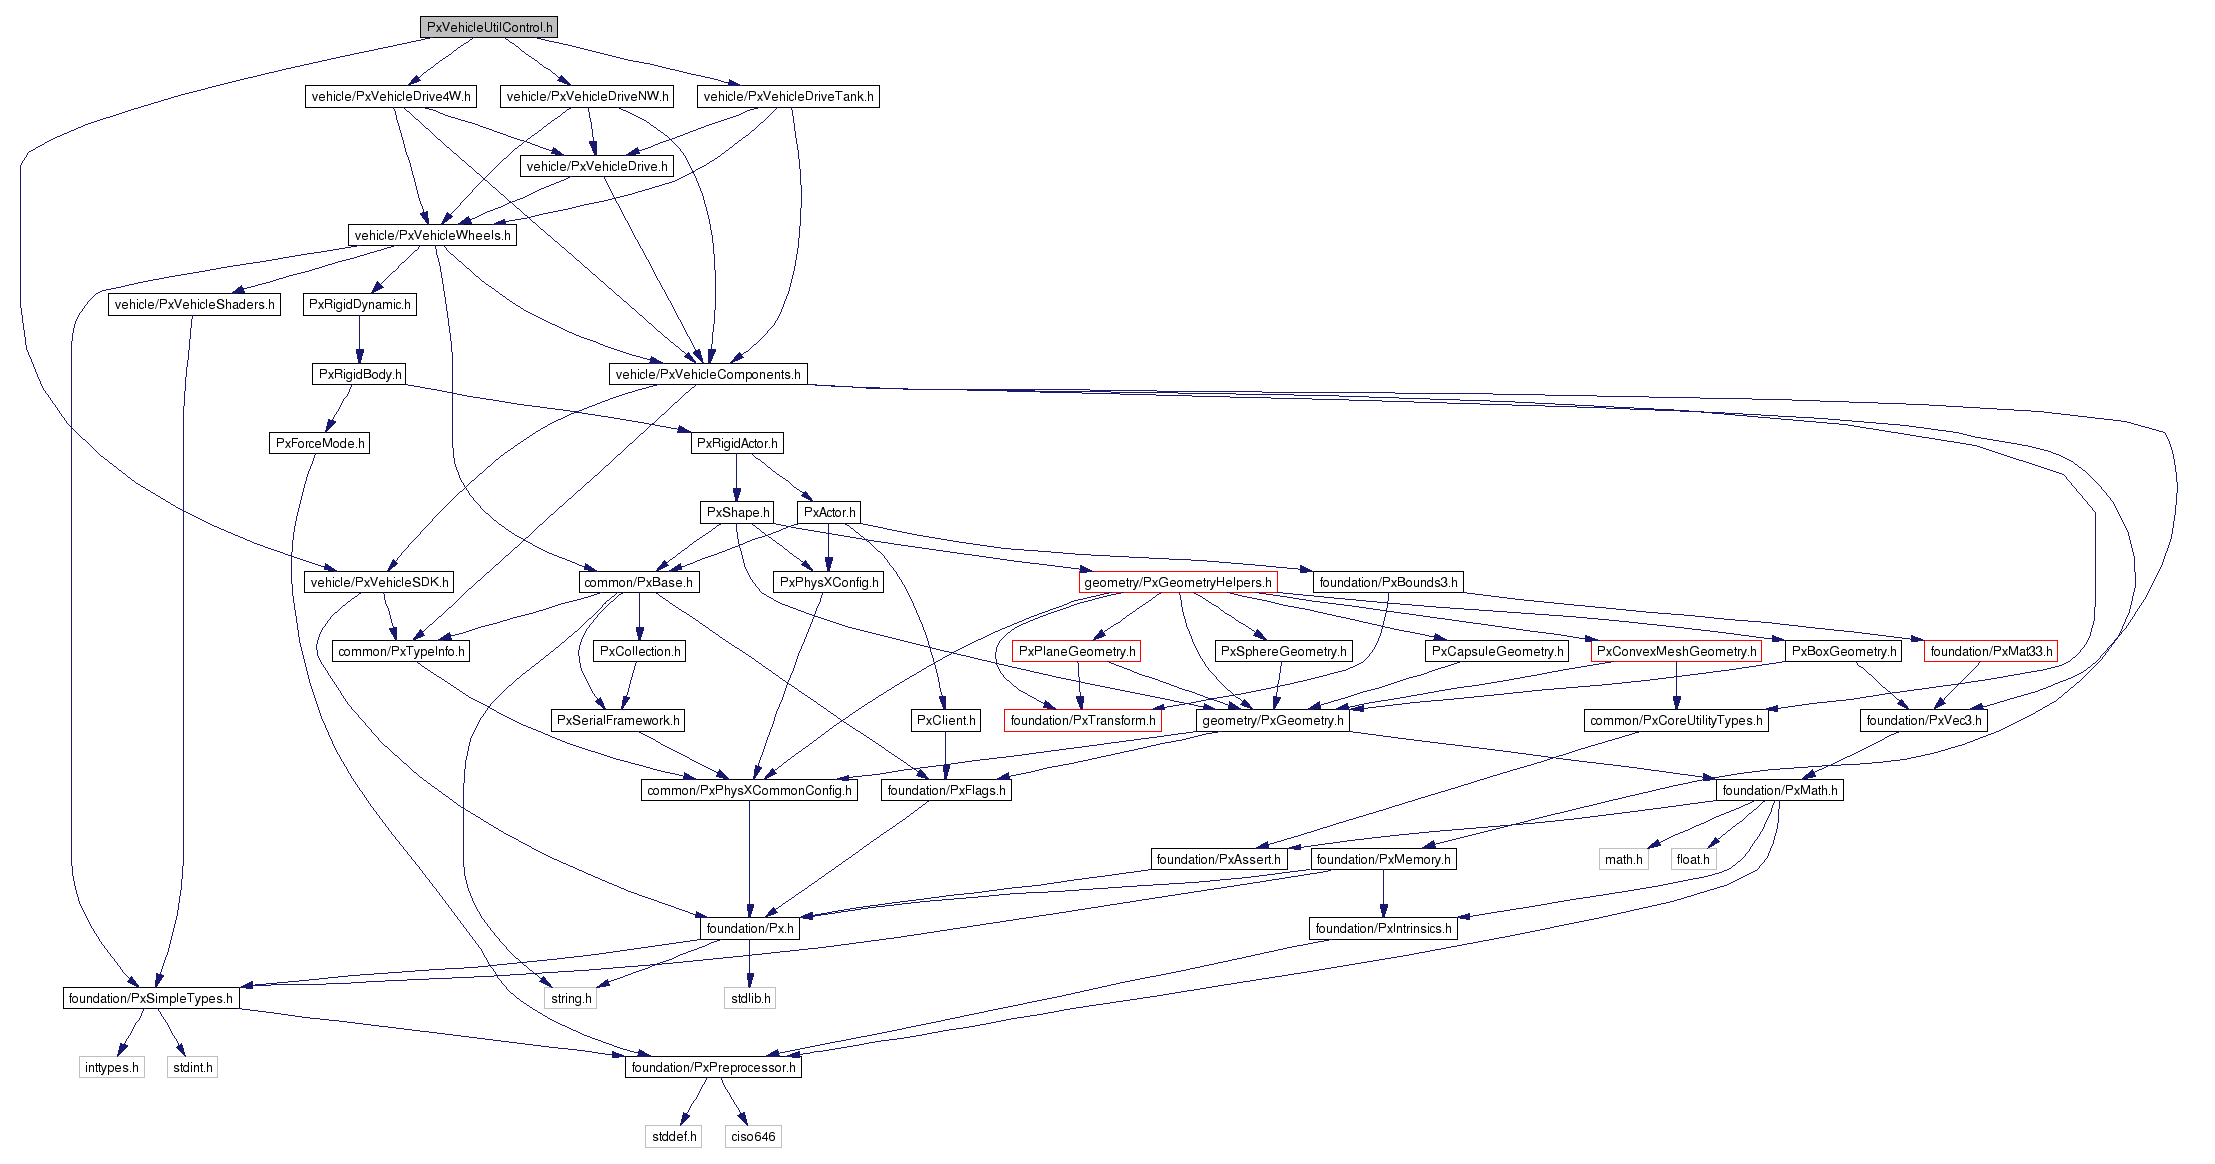 PxVehicleUtilControl.h
vehicle/PxVehicleDrive4W.h
vehicle/PxVehicleDriveNW.h
vehicle/PxVehicleDriveTank.h
vehicle/PxVehicleDrive.h
vehicle/PxVehicleWheels.h
vehicle/PxVehicleShaders.h
PxRigidDynamic.h
PxRigidBody.h
vehicle/PxVehicleComponents.h
PxForceMode.h
PxRigidActor.h
PxShape.h
PxActor.h
vehicle/PxVehicleSDK.h
common/PxBase.h
PxPhysXConfig.h
geometry/PxGeometryHelpers.h
foundation/PxBounds3.h
common/PxTypeInfo.h
PxCollection.h
PxPlaneGeometry.h
PxSphereGeometry.h
PxCapsuleGeometry.h
PxConvexMeshGeometry.h
PxBoxGeometry.h
foundation/PxMat33.h
PxSerialFramework.h
PxClient.h
foundation/PxTransform.h
geometry/PxGeometry.h
common/PxCoreUtilityTypes.h
foundation/PxVec3.h
common/PxPhysXCommonConfig.h
foundation/PxFlags.h
foundation/PxMath.h
foundation/PxAssert.h
foundation/PxMemory.h
math.h
float.h
foundation/Px.h
foundation/PxIntrinsics.h
foundation/PxSimpleTypes.h
string.h
stdlib.h
inttypes.h
stdint.h
foundation/PxPreprocessor.h
stddef.h
ciso646